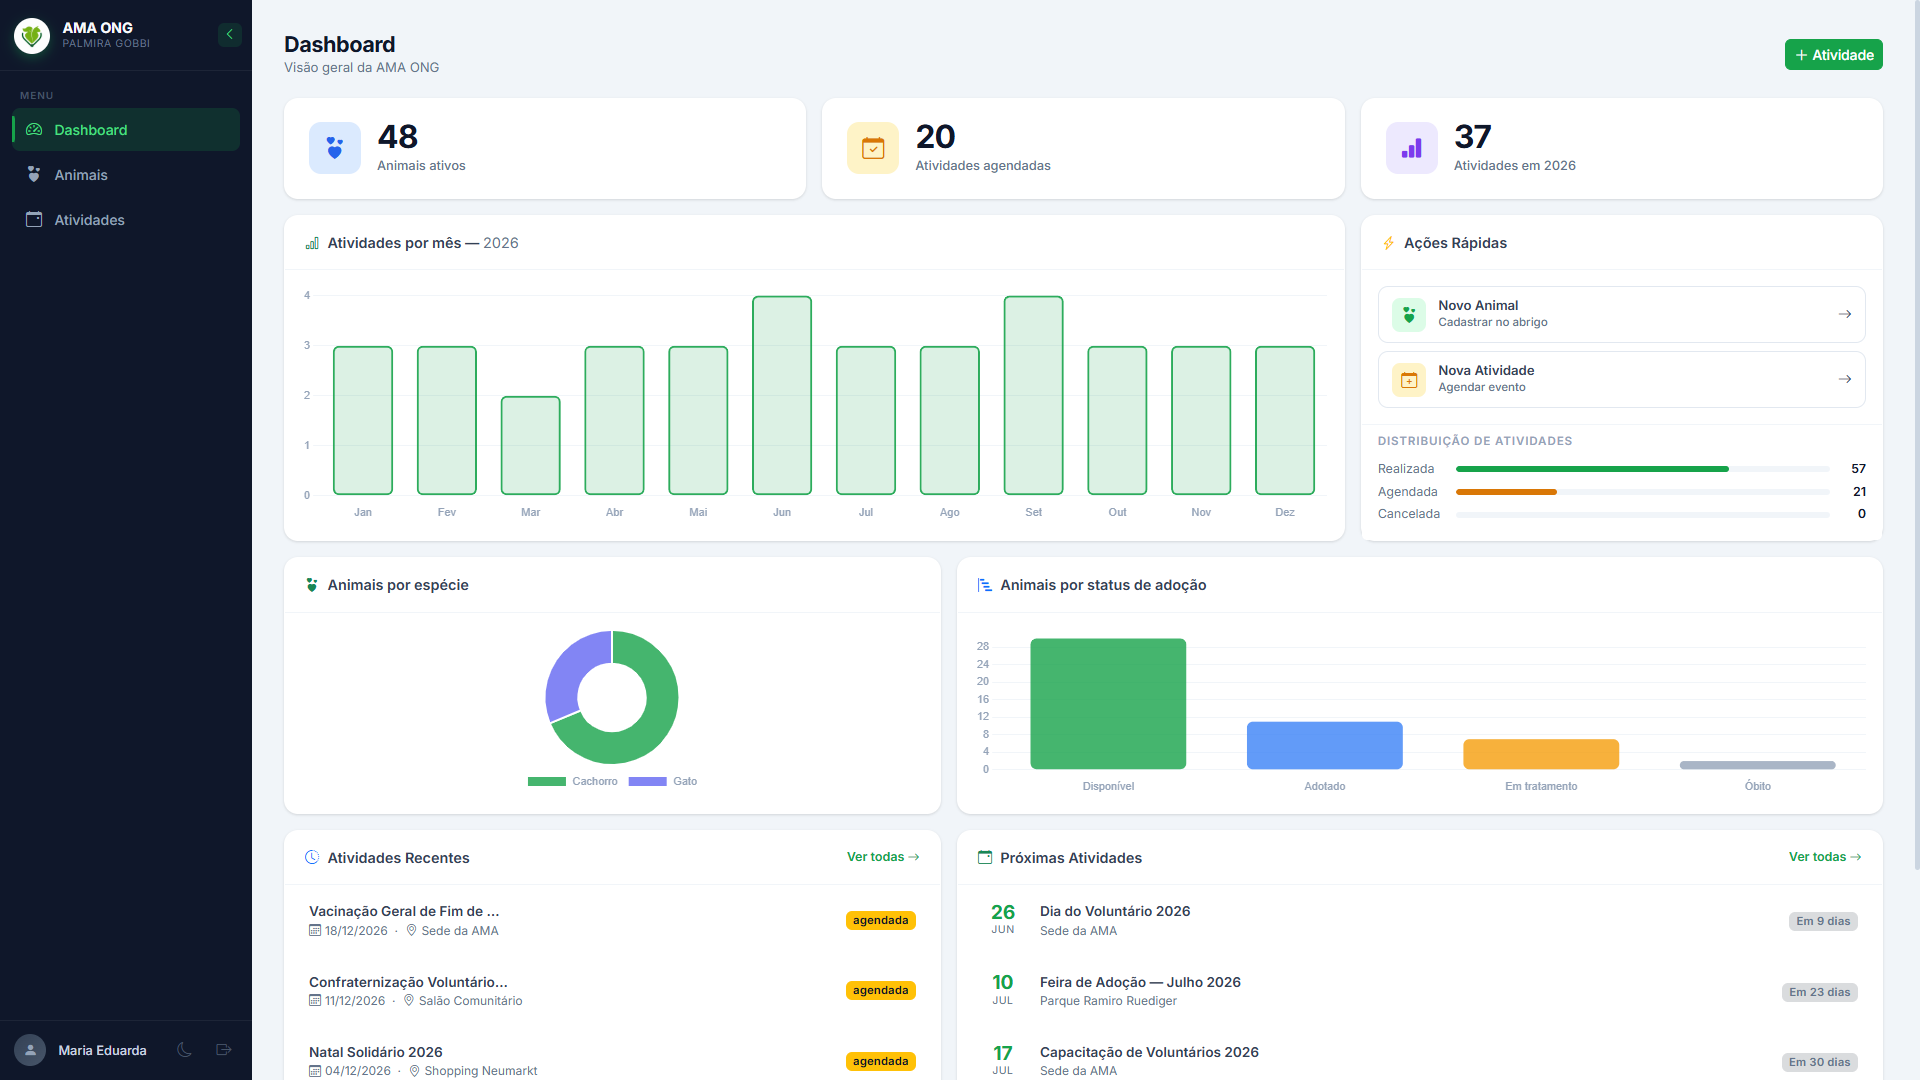 AMA ONG
PALMIRA GOBBI
MENU
Dashboard
Animais
Atividades
Maria Eduarda
Dashboard
Visão geral da AMA ONG
+ Atividade
48
Animais ativos
20
Atividades agendadas
37
Atividades em 2026
Atividades por mês — 2026
4
3
2
1
0
Jan Fev Mar Abr Mai Jun Jul Ago Set Out Nov Dez
Ações Rápidas
Novo Animal
Cadastrar no abrigo
Nova Atividade
Agendar evento
DISTRIBUIÇÃO DE ATIVIDADES
Realizada 57
Agendada 21
Cancelada 0
Animais por espécie
Cachorro Gato
Animais por status de adoção
28
24
20
16
12
8
4
0
Disponível Adotado Em tratamento Óbito
Atividades Recentes
Ver todas →
Vacinação Geral de Fim de ...
18/12/2026 · Sede da AMA
agendada
Confraternização Voluntário...
11/12/2026 · Salão Comunitário
agendada
Natal Solidário 2026
04/12/2026 · Shopping Neumarkt
agendada
Próximas Atividades
Ver todas →
26 JUN
Dia do Voluntário 2026
Sede da AMA
Em 9 dias
10 JUL
Feira de Adoção — Julho 2026
Parque Ramiro Ruediger
Em 23 dias
17 JUL
Capacitação de Voluntários 2026
Sede da AMA
Em 30 dias